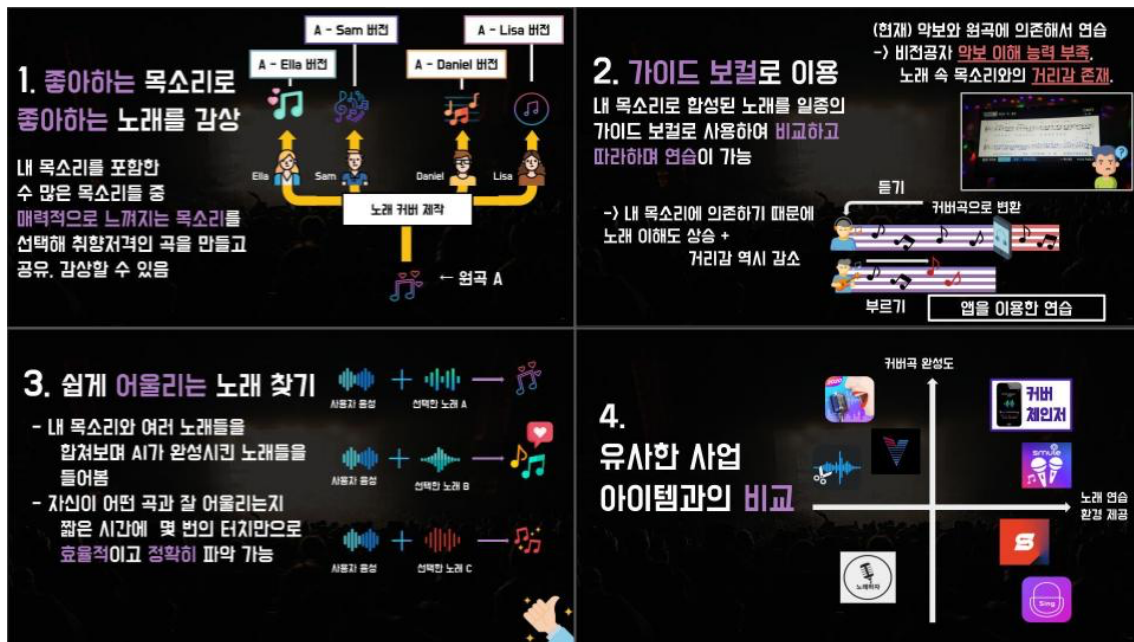 1. 좋아하는 목소리로
좋아하는 노래를 감상
내 목소리를 포함한
수 많은 목소리들 중
매력적으로 느껴지는 목소리를
선택해 취향저격인 곡을 만들고
공유, 감상할 수 있음
A - Ella 버전
A - Sam 버전
A - Daniel 버전
A - Lisa 버전
Ella
Sam
Daniel
Lisa
노래 커버 제작
← 원곡 A
2. 가이드 보컬로 이용
내 목소리로 합성된 노래를 일종의
가이드 보컬로 사용하여 비교하고
따라하며 연습이 가능
(현재) 악보와 원곡에 의존해서 연습
-> 비전공자 악보 이해 능력 부족,
노래 속 목소리와의 거리감 존재.
-> 내 목소리에 의존하기 때문에
노래 이해도 상승 +
거리감 역시 감소
듣기
커버곡으로 변환
부르기
앱을 이용한 연습
3. 쉽게 어울리는 노래 찾기
- 내 목소리와 여러 노래들을
합쳐보며 AI가 완성시킨 노래들을
들어봄
- 자신이 어떤 곡과 잘 어울리는지
짧은 시간에 몇 번의 터치만으로
효율적이고 정확히 파악 가능
사용자 음성
+
선택한 노래 A
사용자 음성
+
선택한 노래 B
사용자 음성
+
선택한 노래 C
4.
유사한 사업
아이템과의 비교
커버곡 완성도
커버
체인저
smule
노래 연습
환경 제공
S
노래하자
Sing